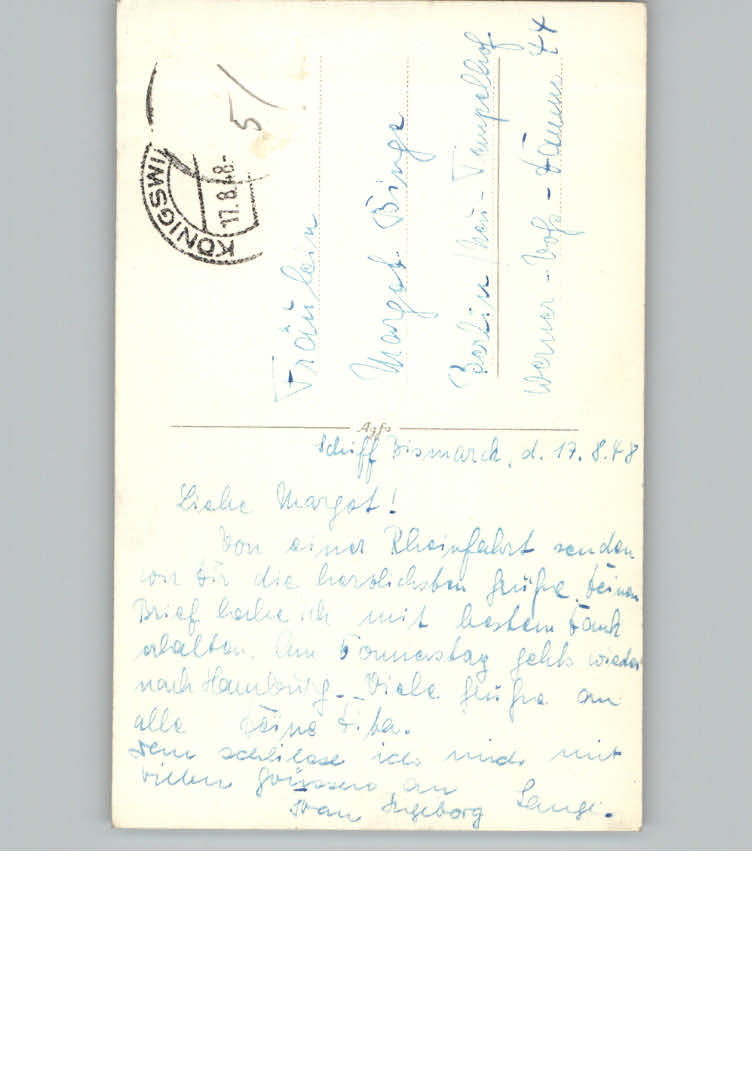 KÖNIGS
17.8.48-
5/
Fräulein
Margot Binge
Berlin / Neu-Tempelhof
Werner-Voß-Damm 44
Agfa
Schiff Bismarck, d. 17.8.48
Liebe Margot!
Von einer Rheinfahrt senden
wir Dir die herzlichsten Grüße. Deinen
Brief habe ich mit bestem Dank
erhalten. Am Donnerstag gehts wieder
nach Hamburg. Viele Grüße an
alle Deine
Dem schliesse ich mich mit
vielen Grüssen an
Frau Ingeborg Lange.